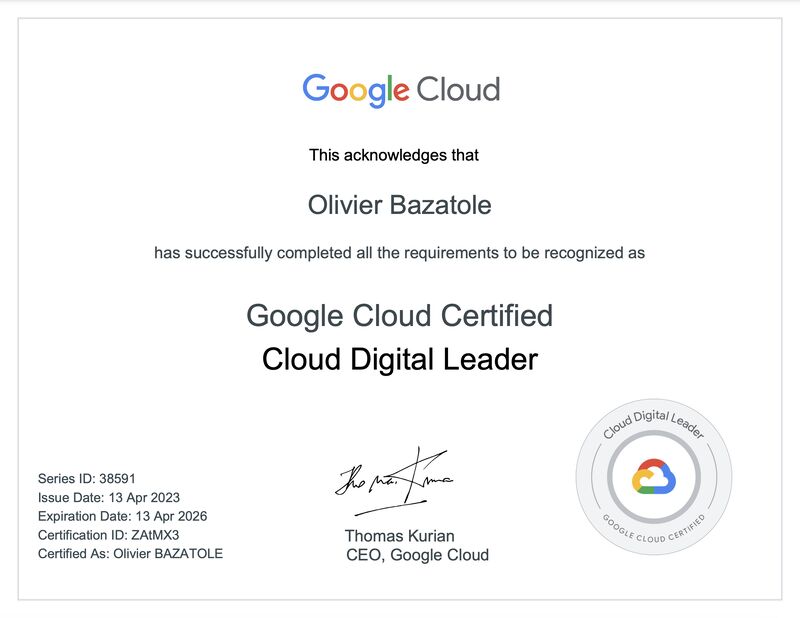 Google Cloud
This acknowledges that
Olivier Bazatole
has successfully completed all the requirements to be recognized as
Google Cloud Certified
Cloud Digital Leader
Series ID: 38591
Issue Date: 13 Apr 2023
Expiration Date: 13 Apr 2026
Certification ID: ZAtMX3
Certified As: Olivier BAZATOLE
Thomas Kurian
Thomas Kurian
CEO, Google Cloud
Cloud Digital Leader
GOOGLE CLOUD CERTIFIED